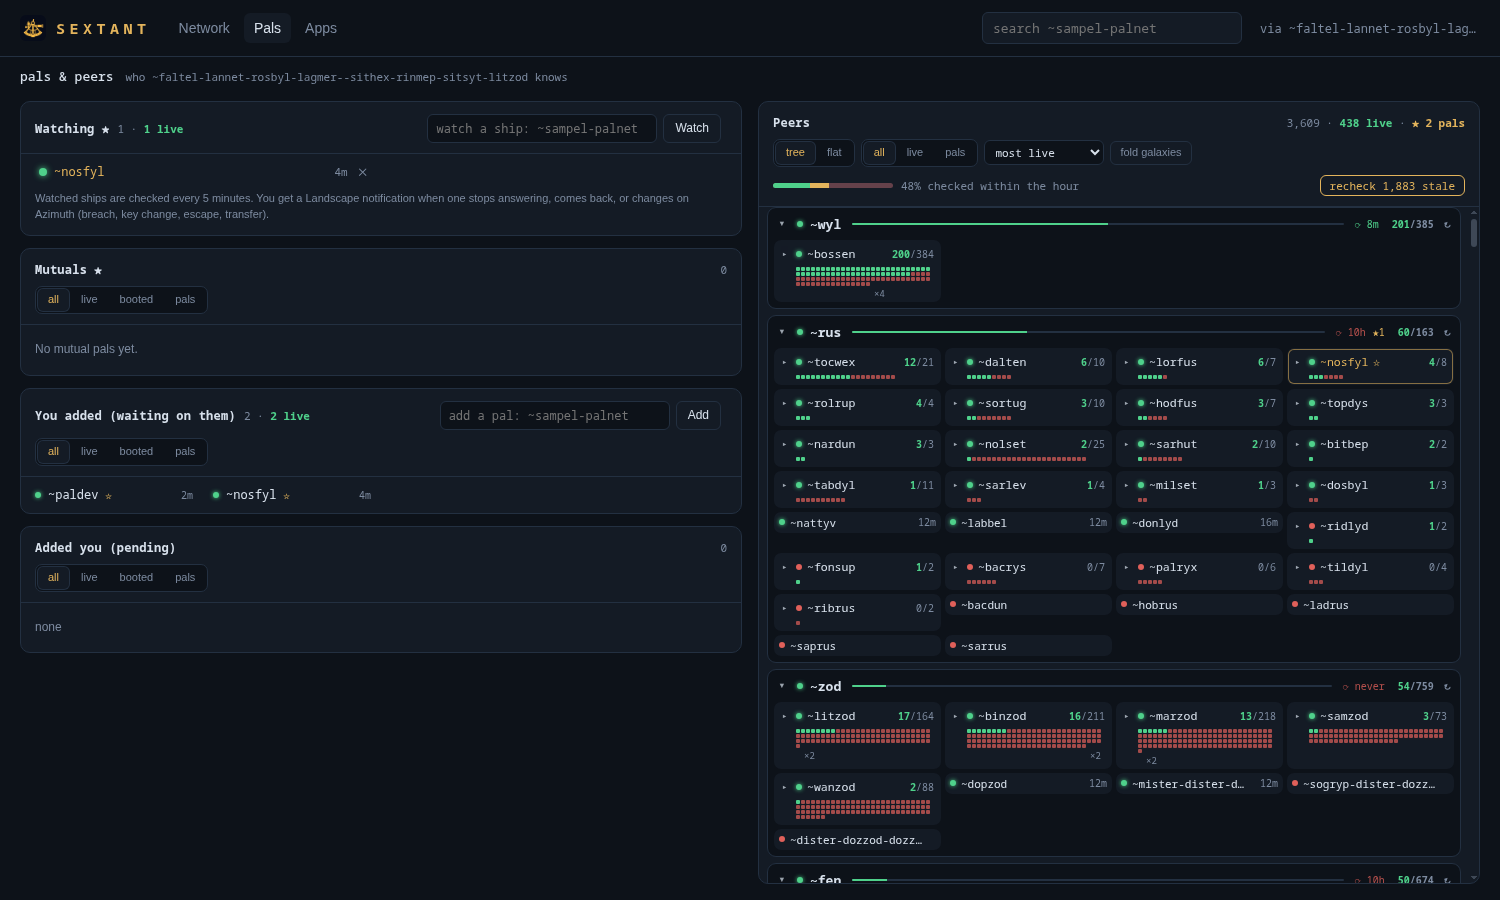 SEXTANT Network Pals Apps search ~sampel-palnet via ~faltel-lannet-rosbyl-lag…
pals & peers who ~faltel-lannet-rosbyl-lagmer--sithex-rinmep-sitsyt-litzod knows
Watching ★ 1 · 1 live watch a ship: ~sampel-palnet Watch
~nosfyl 4m ×
Watched ships are checked every 5 minutes. You get a Landscape notification when one stops answering, comes back, or changes on
Azimuth (breach, key change, escape, transfer).
Mutuals ★ 0
all live booted pals
No mutual pals yet.
You added (waiting on them) 2 · 2 live add a pal: ~sampel-palnet Add
all live booted pals
~paldev ☆ 2m ~nosfyl ☆ 4m
Added you (pending) 0
all live booted pals
none
Peers 3,609 · 438 live · ★ 2 pals
tree flat all live pals most live fold galaxies
48% checked within the hour recheck 1,883 stale
▾ ~wyl ⟳ 8m 201/385 ↻
▸ ~bossen 200/384
×4
▾ ~rus ⟳ 10h ★1 60/163 ↻
▸ ~tocwex 12/21 ▸ ~dalten 6/10 ▸ ~lorfus 6/7 ▸ ~nosfyl ☆ 4/8
▸ ~rolrup 4/4 ▸ ~sortug 3/10 ▸ ~hodfus 3/7 ▸ ~topdys 3/3
▸ ~nardun 3/3 ▸ ~nolset 2/25 ▸ ~sarhut 2/10 ▸ ~bitbep 2/2
▸ ~tabdyl 1/11 ▸ ~sarlev 1/4 ▸ ~milset 1/3 ▸ ~dosbyl 1/3
~nattyv 12m ~labbel 12m ~donlyd 16m ▸ ~ridlyd 1/2
▸ ~fonsup 1/2 ▸ ~bacrys 0/7 ▸ ~palryx 0/6 ▸ ~tildyl 0/4
▸ ~ribrus 0/2 ~bacdun ~hobrus ~ladrus
~saprus ~sarrus
▾ ~zod ⟳ never 54/759 ↻
▸ ~litzod 17/164 ▸ ~binzod 16/211 ▸ ~marzod 13/218 ▸ ~samzod 3/73
×2 ×2 ×2
▸ ~wanzod 2/88 ~dopzod 12m ~mister-dister-d… 12m ~sogryp-dister-dozz…
~dister-dozzod-dozz…
▾ ~fen ⟳ 10h 50/674 ↻